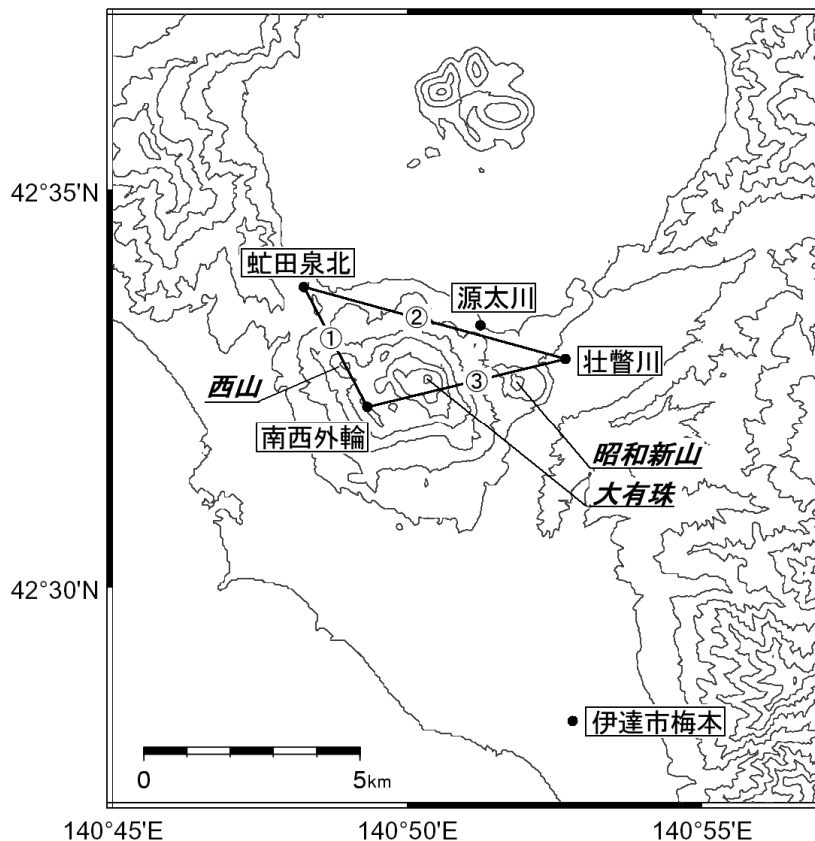 42°35'N
虻田泉北
源太川
②
①
壮瞥川
西山
③
南西外輪
昭和新山
大有珠
42°30'N
伊達市梅本
0 5km
140°45'E 140°50'E 140°55'E